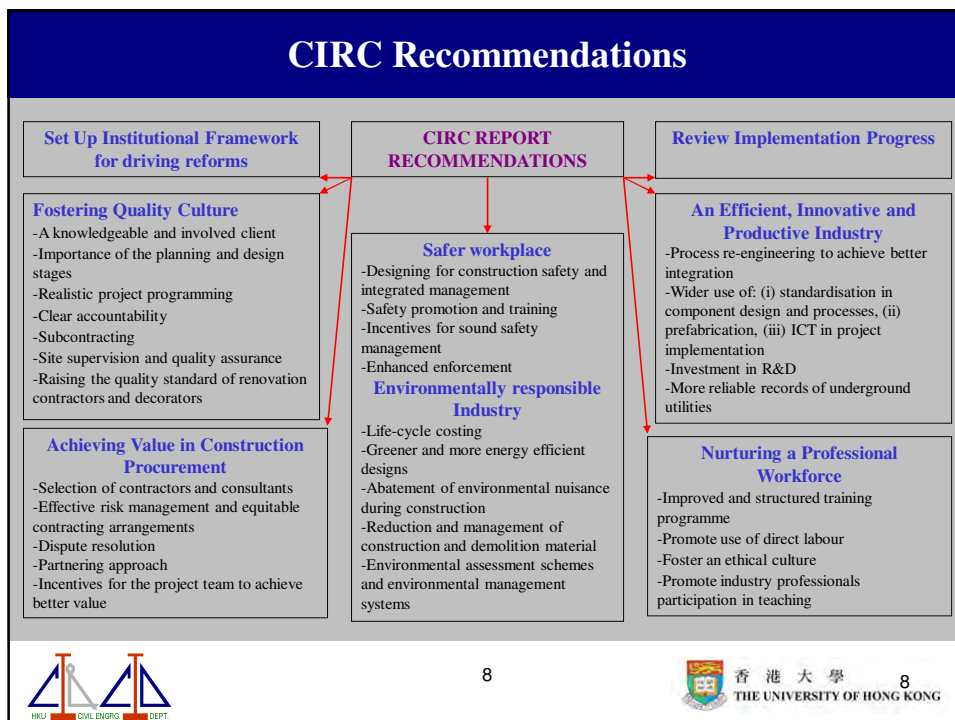 CIRC Recommendations
Set Up Institutional Framework
for driving reforms
CIRC REPORT
RECOMMENDATIONS
Review Implementation Progress
Fostering Quality Culture
-A knowledgeable and involved client
-Importance of the planning and design
stages
-Realistic project programming
-Clear accountability
-Subcontracting
-Site supervision and quality assurance
-Raising the quality standard of renovation
contractors and decorators
Achieving Value in Construction
Procurement
-Selection of contractors and consultants
-Effective risk management and equitable
contracting arrangements
-Dispute resolution
-Partnering approach
-Incentives for the project team to achieve
better value
Safer workplace
-Designing for construction safety and
integrated management
-Safety promotion and training
-Incentives for sound safety
management
-Enhanced enforcement
Environmentally responsible
Industry
-Life-cycle costing
-Greener and more energy efficient
designs
-Abatement of environmental nuisance
during construction
-Reduction and management of
construction and demolition material
-Environmental assessment schemes
and environmental management
systems
An Efficient, Innovative and
Productive Industry
-Process re-engineering to achieve better
integration
-Wider use of: (i) standardisation in
component design and processes, (ii)
prefabrication, (iii) ICT in project
implementation
-Investment in R&D
-More reliable records of underground
utilities
Nurturing a Professional
Workforce
-Improved and structured training
programme
-Promote use of direct labour
-Foster an ethical culture
-Promote industry professionals
participation in teaching
HKU CIVIL ENGRG. DEPT.
8
香港大學
8
THE UNIVERSITY OF HONG KONG